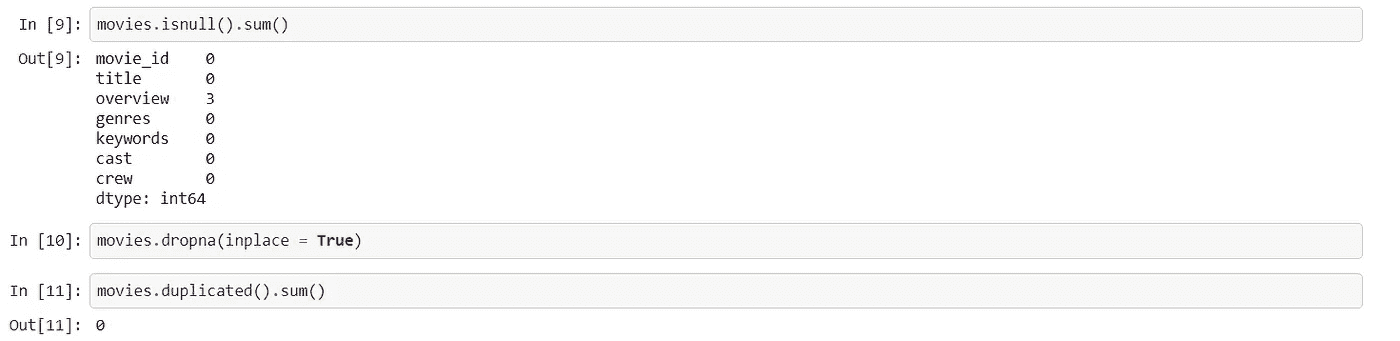 In [9]: movies.isnull().sum()
Out[9]: movie_id 0
title 0
overview 3
genres 0
keywords 0
cast 0
crew 0
dtype: int64
In [10]: movies.dropna(inplace = True)
In [11]: movies.duplicated().sum()
Out[11]: 0